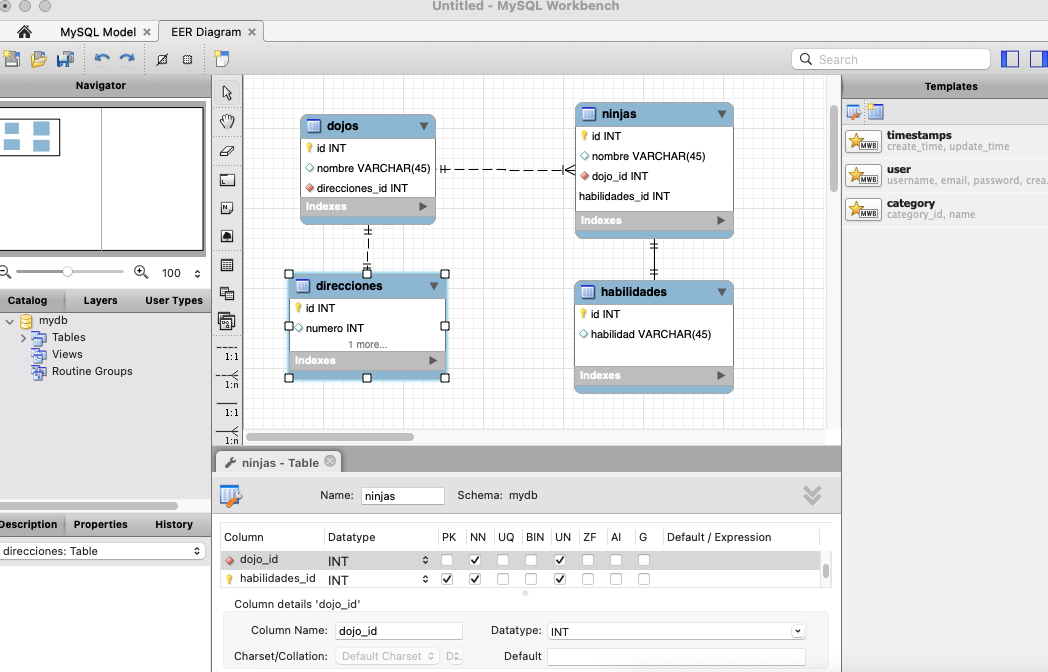 Untitled - MySQL Workbench
MySQL Model
EER Diagram
Search
Navigator
Templates
timestamps
create_time, update_time
user
username, email, password, crea.
category
category_id, name
MWB
MWB
MWB
dojos
id INT
nombre VARCHAR(45)
direcciones_id INT
Indexes
ninjas
id INT
nombre VARCHAR(45)
dojo_id INT
habilidades_id INT
Indexes
direcciones
id INT
numero INT
1 more...
Indexes
habilidades
id INT
habilidad VARCHAR(45)
Indexes
100
Catalog Layers User Types
mydb
Tables
Views
Routine Groups
1:1
1:n
1:1
1:n
Description Properties History
direcciones: Table
ninjas - Table
Name: ninjas Schema: mydb
Column Datatype PK NN UQ BIN UN ZF AI G Default / Expression
dojo_id INT
habilidades_id INT
Column details 'dojo_id'
Column Name: dojo_id Datatype: INT
Charset/Collation: Default Charset Default